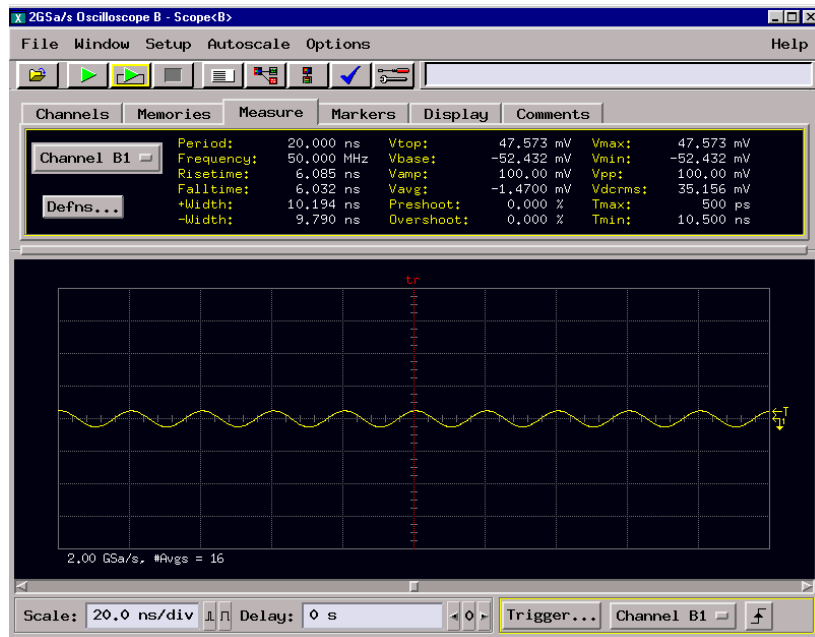 X 2GSa/s Oscilloscope B - Scope<B>
File Window Setup Autoscale Options Help
Channels Memories Measure Markers Display Comments
Channel B1
Defns...
Period: 20.000 ns Vtop: 47.573 mV Vmax: 47.573 mV
Frequency: 50.000 MHz Vbase: -52.432 mV Vmin: -52.432 mV
Risetime: 6.085 ns Vamp: 100.00 mV Vpp: 100.00 mV
Falltime: 6.032 ns Vavg: -1.4700 mV Vdcrms: 35.156 mV
+Width: 10.194 ns Preshoot: 0.000 % Tmax: 500 ps
-Width: 9.790 ns Overshoot: 0.000 % Tmin: 10.500 ns
tr
T
1
2.00 GSa/s, #Avgs = 16
Scale: 20.0 ns/div Delay: 0 s 0 Trigger... Channel B1